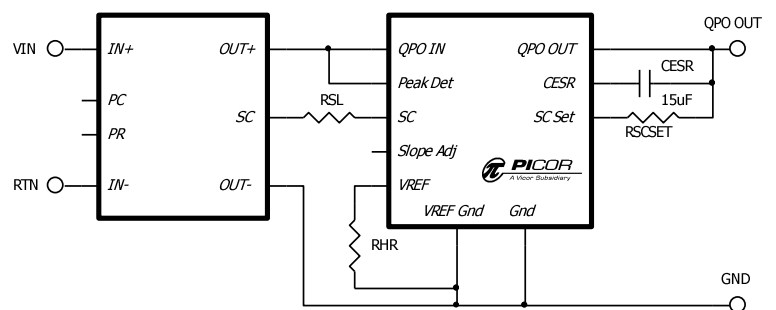 QPO OUT
VIN
IN+
OUT+
QPO IN
QPO OUT
CESR
Peak Det
CESR
PC
RSL
15uF
SC
SC
SC Set
PR
RSCSET
Slope Adj
PICOR
A Vicor Subsidiary
RTN
IN-
OUT-
VREF
VREF Gnd
Gnd
RHR
GND